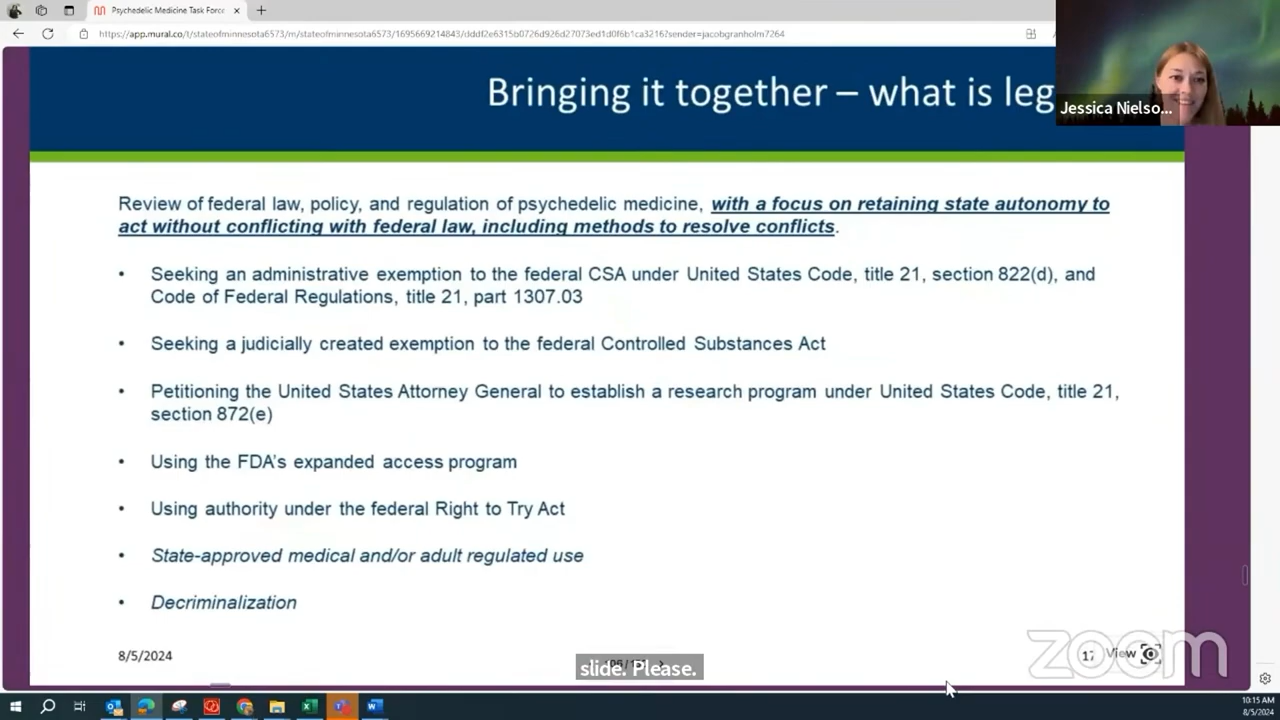 Psychedelic Medicine Task Force
https://app.mural.co/t/stateofminnesota6573/m/stateofminnesota6573/1695669214843/dddf2e6315b0726d926d27073ed1d0f6b1ca3216?sender=jacobgranholm7264
Bringing it together – what is leg
Jessica Nielso...
Review of federal law, policy, and regulation of psychedelic medicine, with a focus on retaining state autonomy to
act without conflicting with federal law, including methods to resolve conflicts.
• Seeking an administrative exemption to the federal CSA under United States Code, title 21, section 822(d), and
Code of Federal Regulations, title 21, part 1307.03
• Seeking a judicially created exemption to the federal Controlled Substances Act
• Petitioning the United States Attorney General to establish a research program under United States Code, title 21,
section 872(e)
• Using the FDA's expanded access program
• Using authority under the federal Right to Try Act
• State-approved medical and/or adult regulated use
• Decriminalization
8/5/2024
17
View
zoom
slide. Please.
10:15 AM
8/5/2024